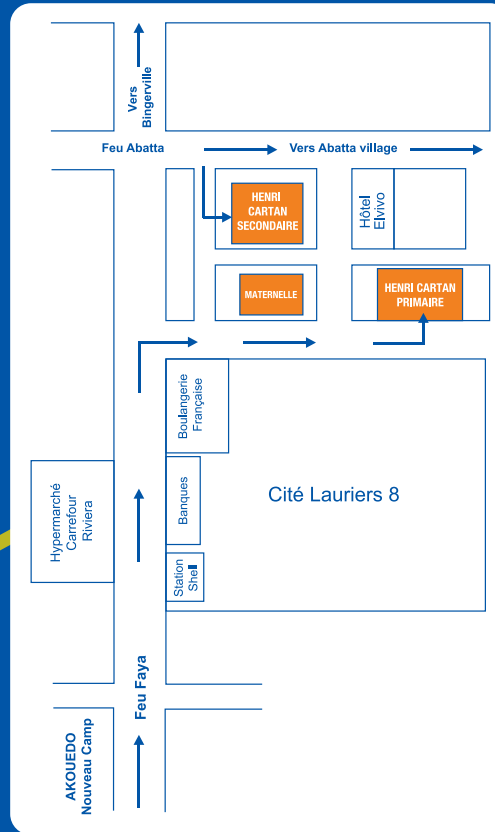 Vers
Bingerville
Feu Abatta
Vers Abatta village
HENRI
CARTAN
SECONDAIRE
Hôtel
Elvivo
MATERNELLE
HENRI CARTAN
PRIMAIRE
Boulangerie
Française
Hypermarché
Carrefour
Riviera
Banques
Cité Lauriers 8
Station
Shell
Feu Faya
AKOUEDO
Nouveau Camp